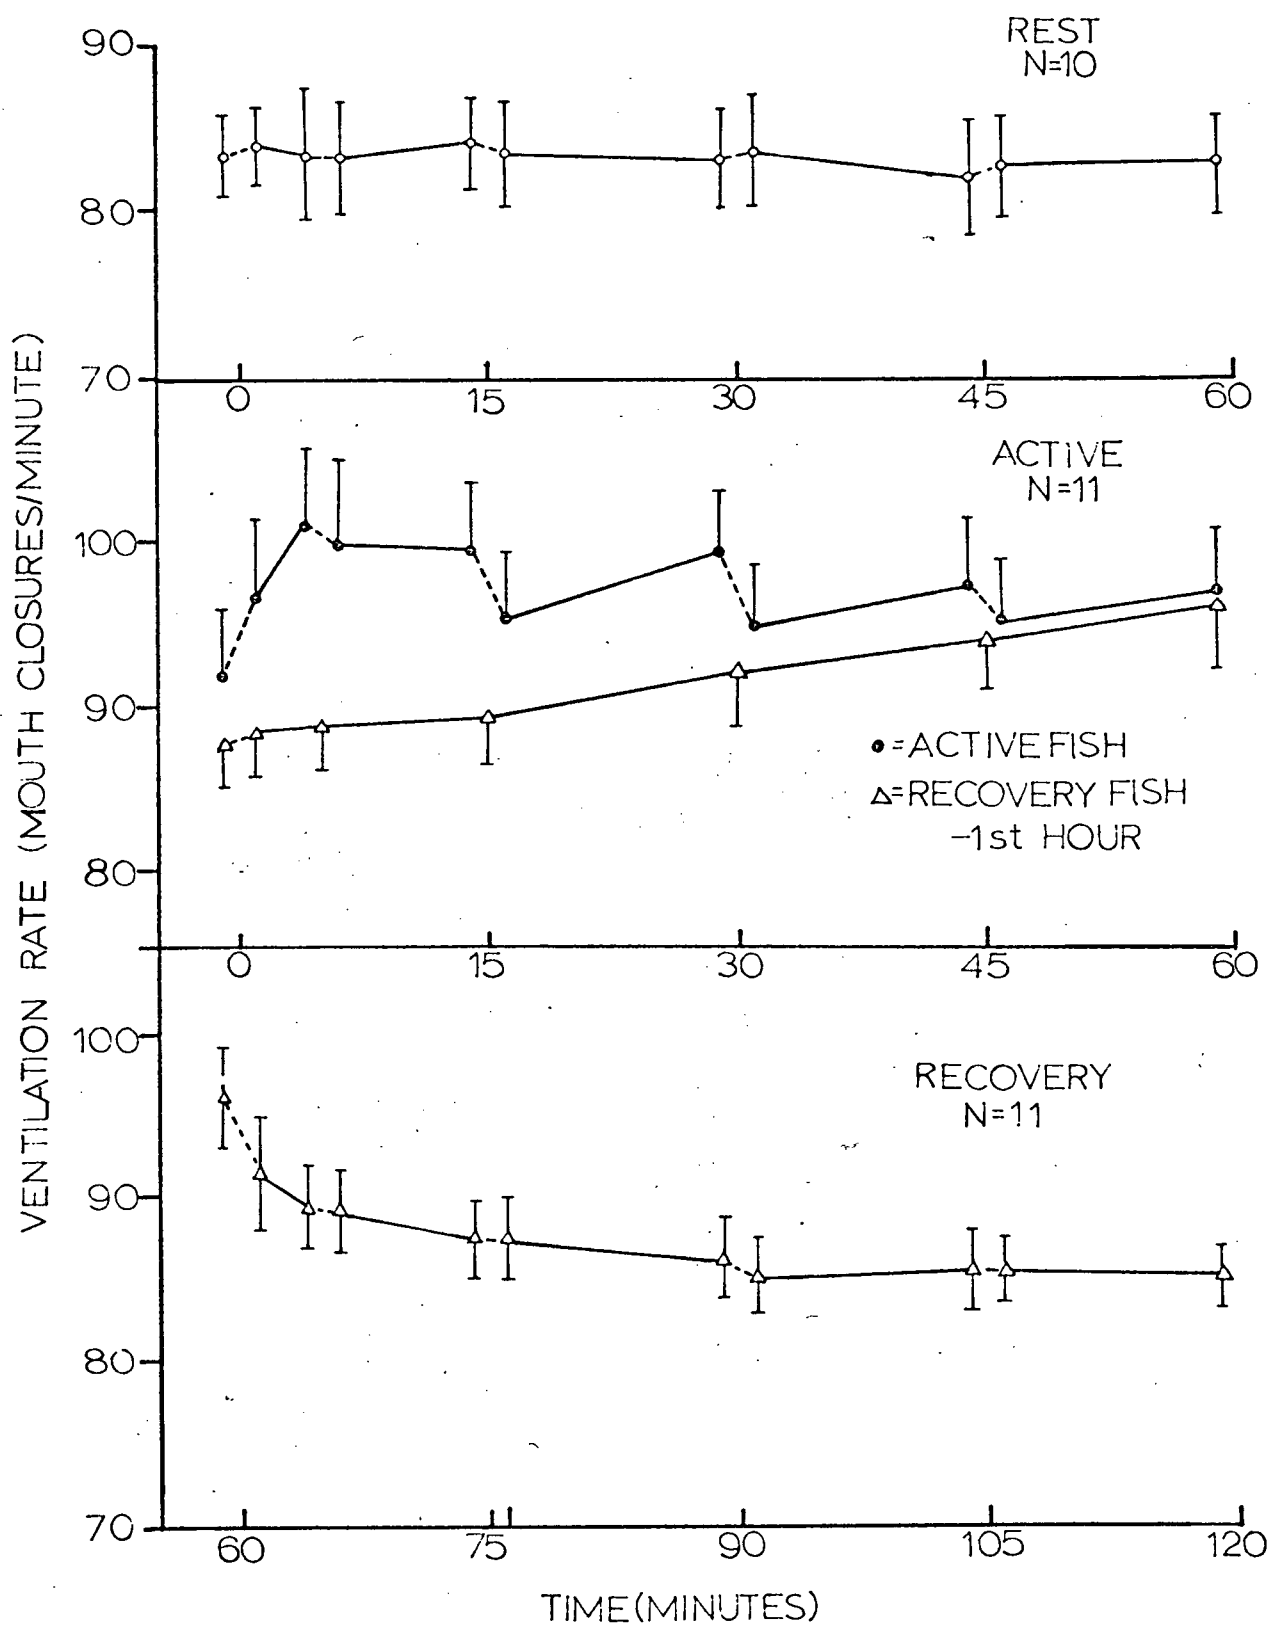 VENTILATION RATE (MOUTH CLOSURES/MINUTE)
REST
N=10
90
80
70
0 15 30 45 60
ACTIVE
N=11
100
90
80
●=ACTIVE FISH
△=RECOVERY FISH
-1st HOUR
0 15 30 45 60
RECOVERY
N=11
100
90
80
70
60 75 90 105 120
TIME(MINUTES)